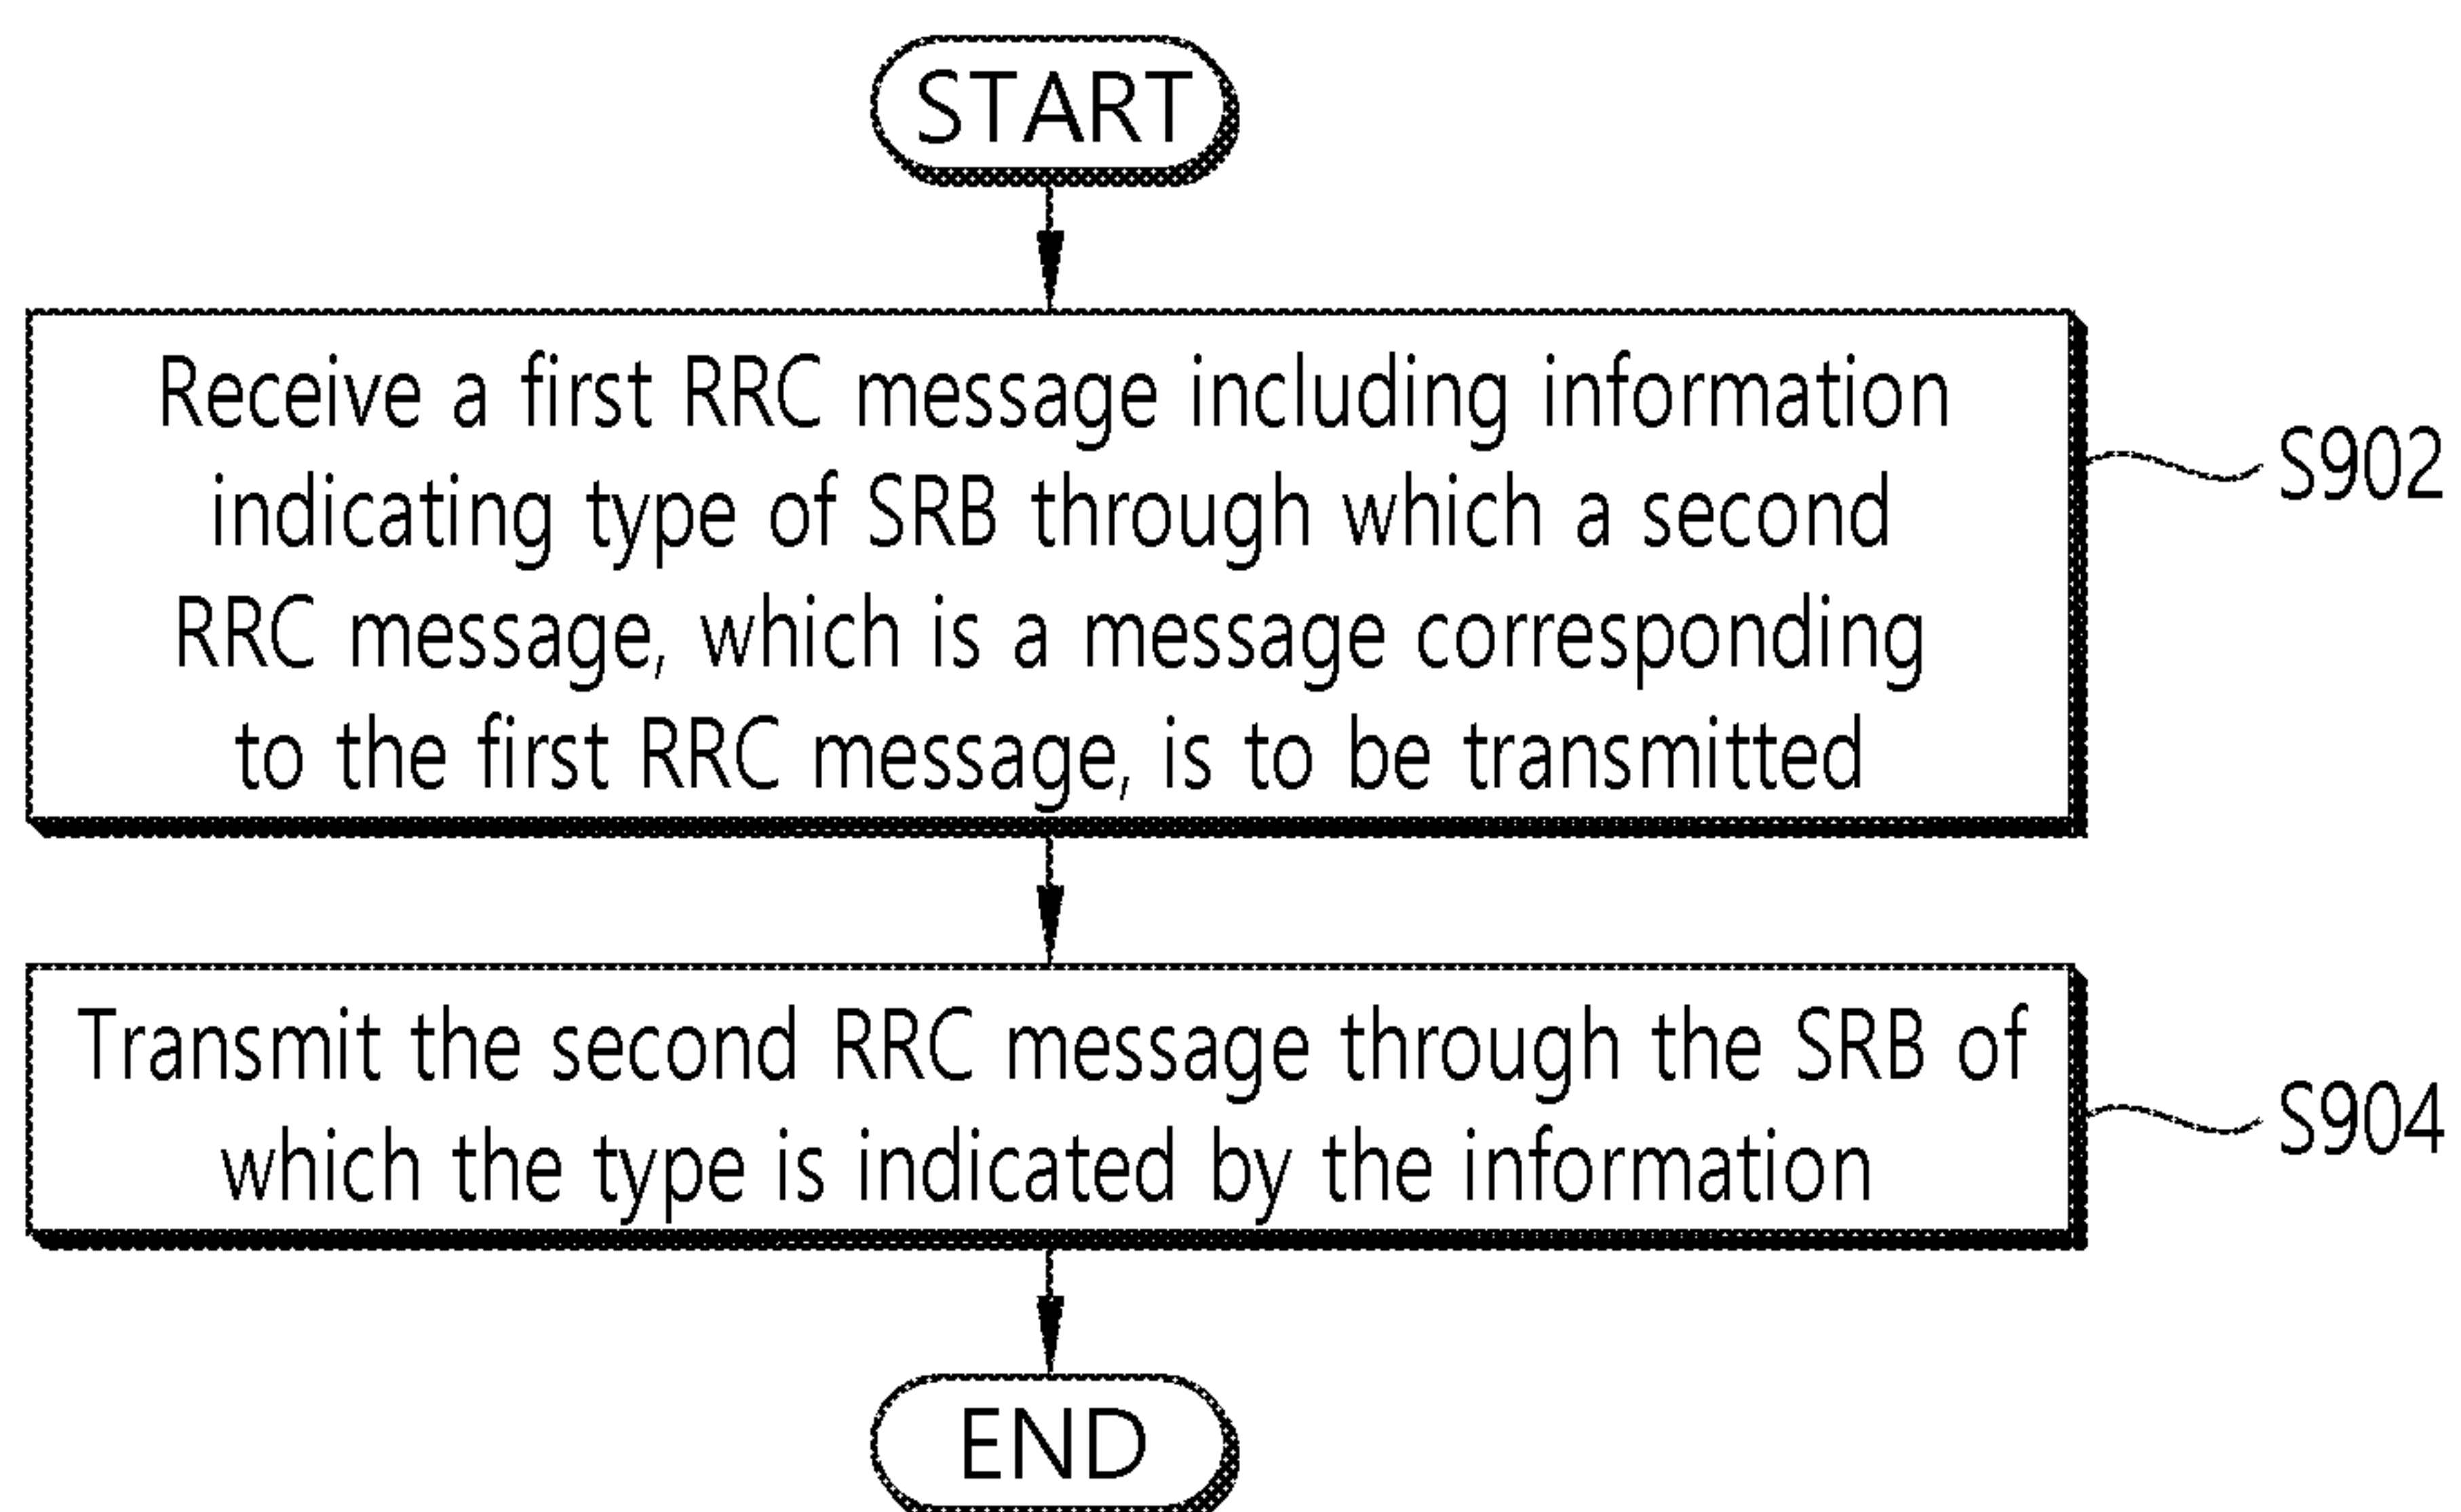 START
Receive a first RRC message including information
indicating type of SRB through which a second
RRC message, which is a message corresponding
to the first RRC message, is to be transmitted
S902
Transmit the second RRC message through the SRB of
which the type is indicated by the information
S904
END